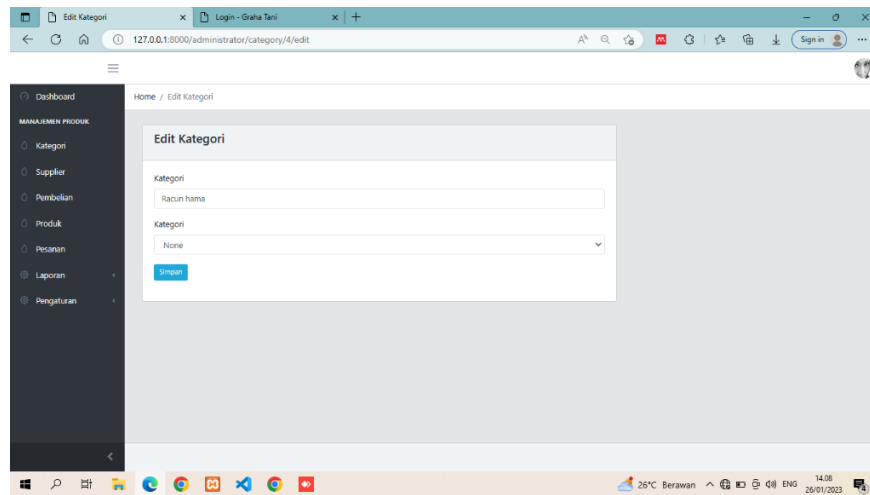 Edit Kategori
Login - Graha Tani
127.0.0.1:8000/administrator/category/4/edit
Sign in
Dashboard
Home / Edit Kategori
MANAJEMEN PRODUK
Kategori
Supplier
Pembelian
Produk
Pesanan
Laporan
Pengaturan
Edit Kategori
Kategori
Racun hama
Kategori
None
Simpan
26°C Berawan
ENG
14.08
26/01/2023